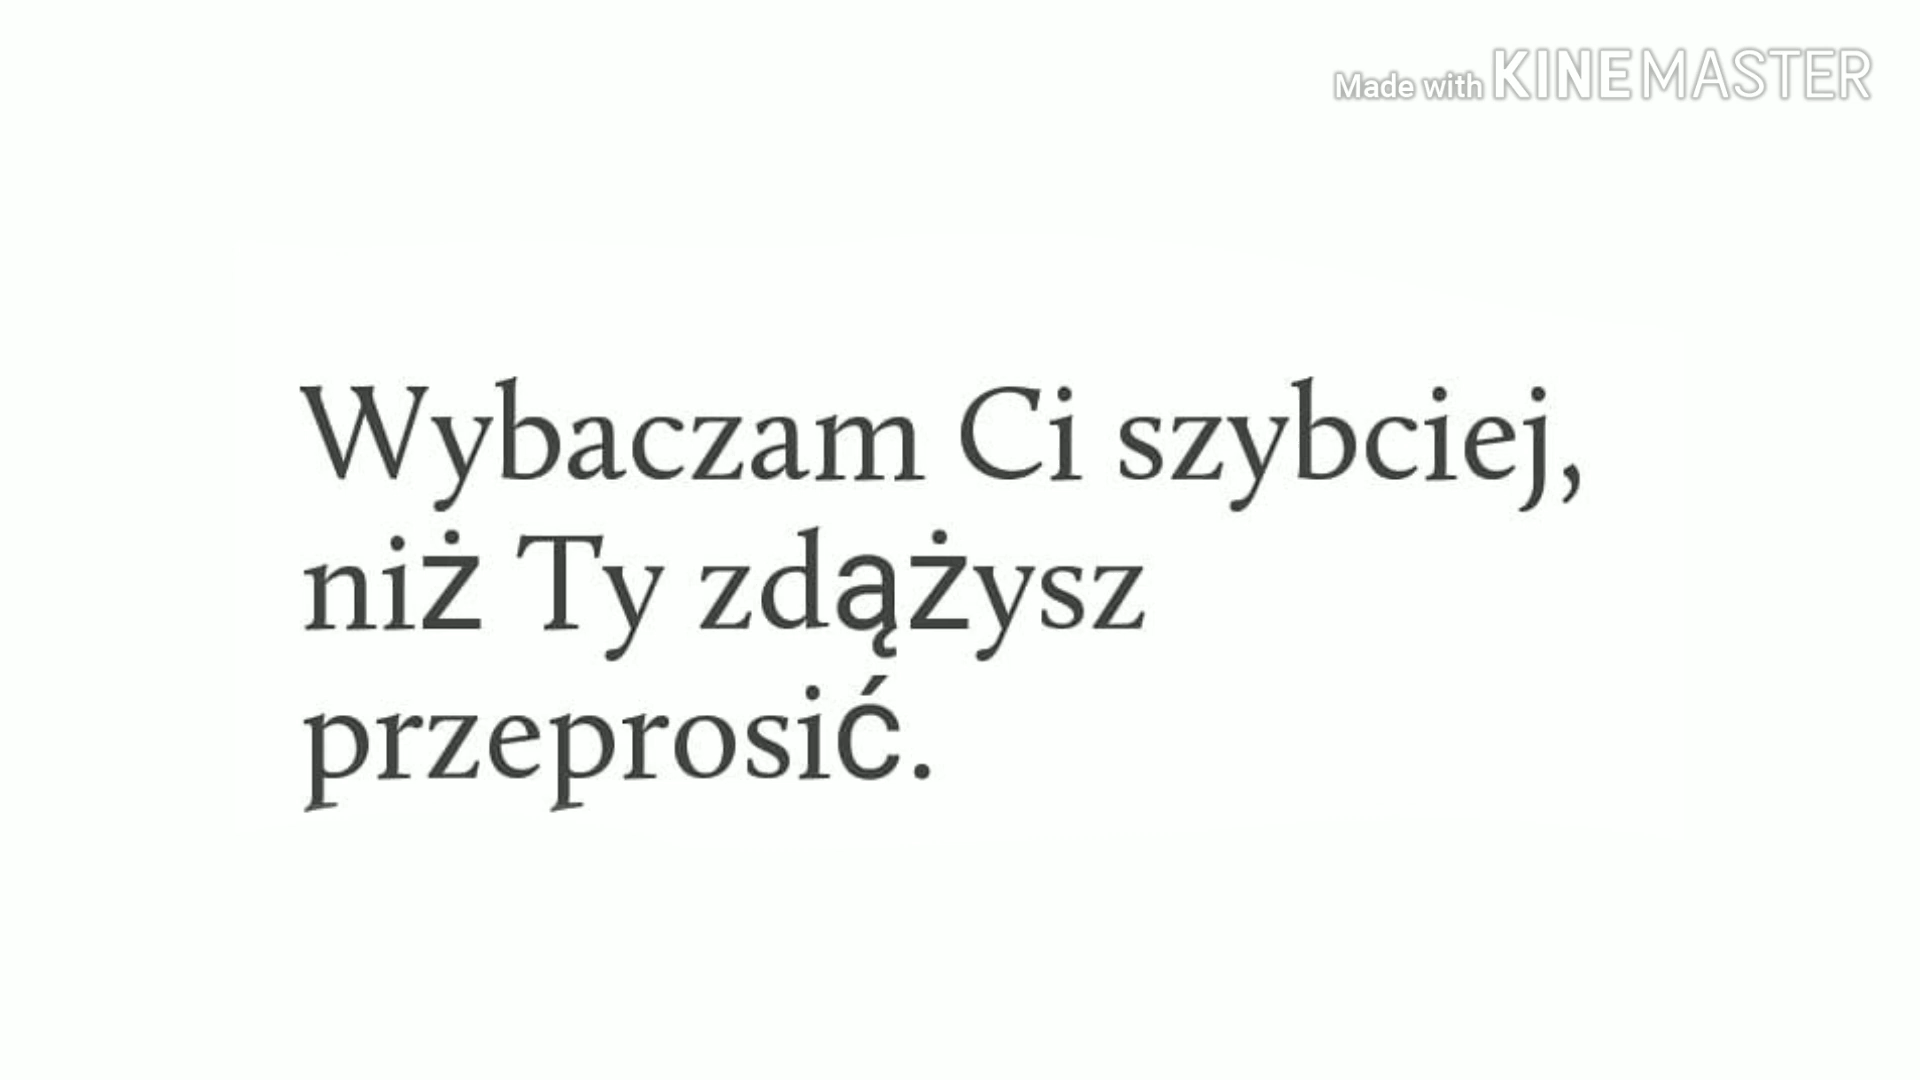 Made with KINEMASTER
Wybaczam Ci szybciej,
niż Ty zdążysz
przeprosić.